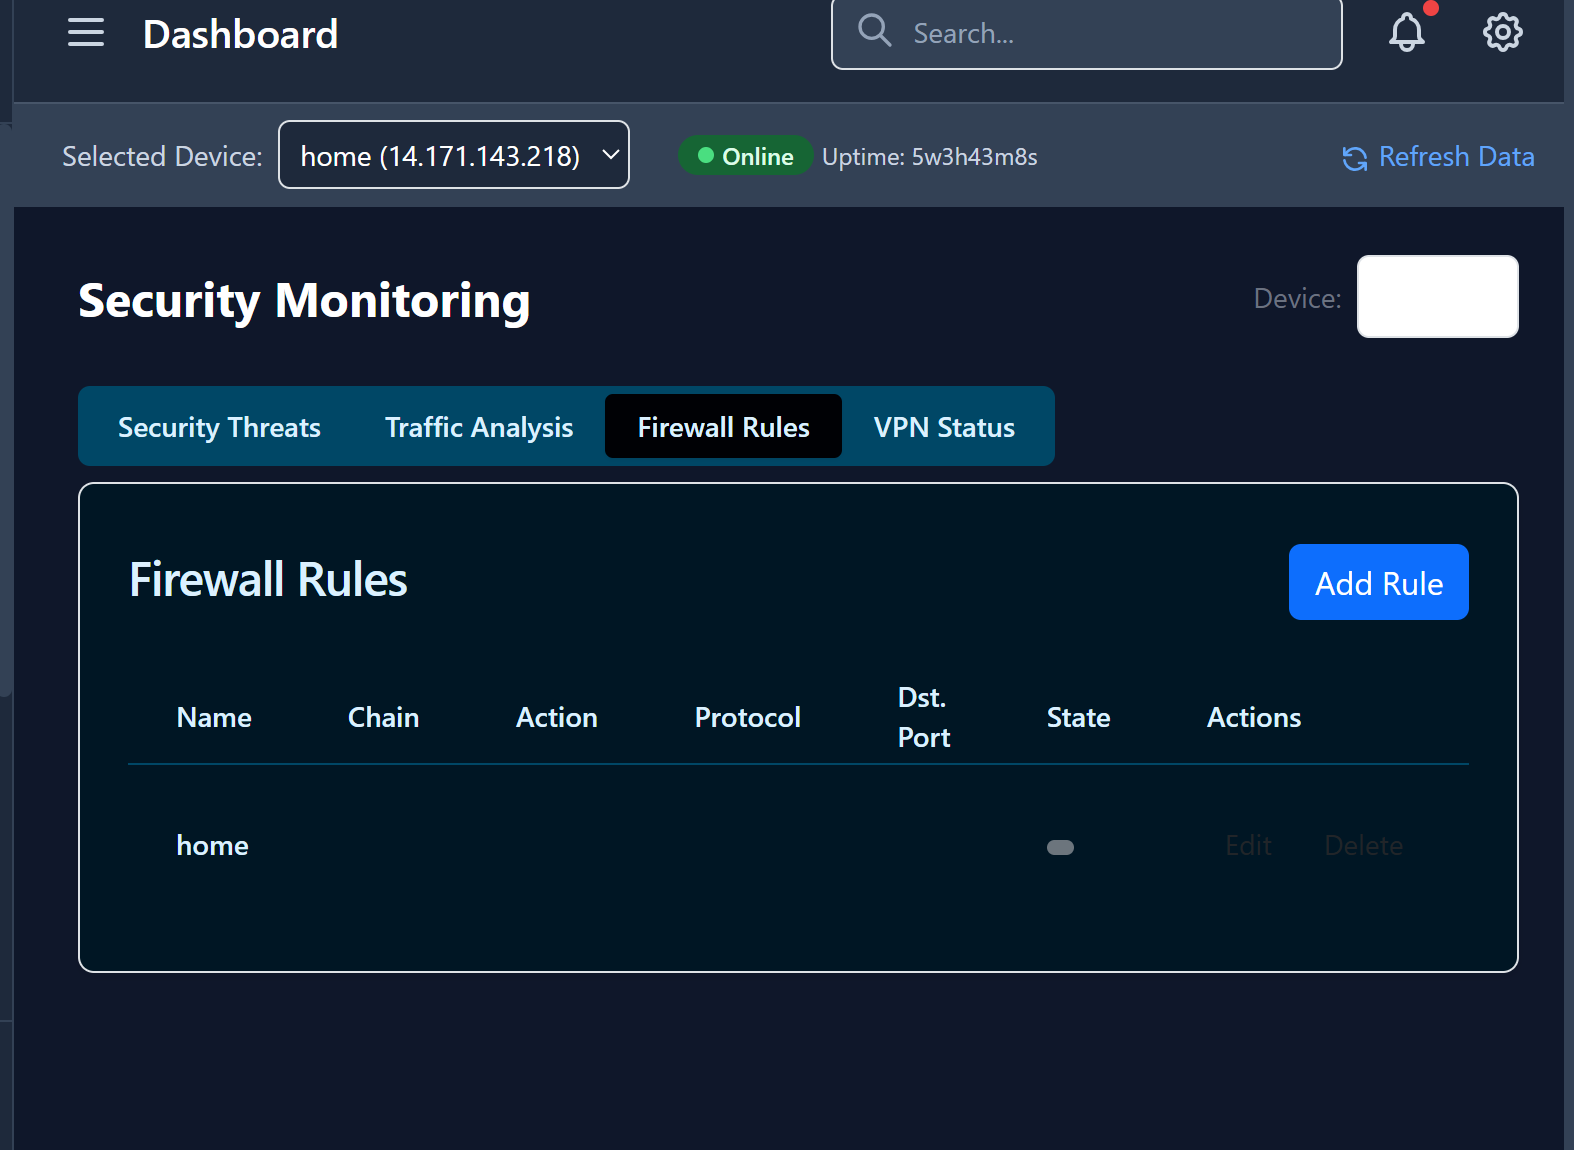 Dashboard
Search...
Selected Device:
home (14.171.143.218)
Online
Uptime: 5w3h43m8s
Refresh Data
Security Monitoring
Device:
Security Threats
Traffic Analysis
Firewall Rules
VPN Status
Firewall Rules
Add Rule
Name
Chain
Action
Protocol
Dst.
Port
State
Actions
home
Edit
Delete